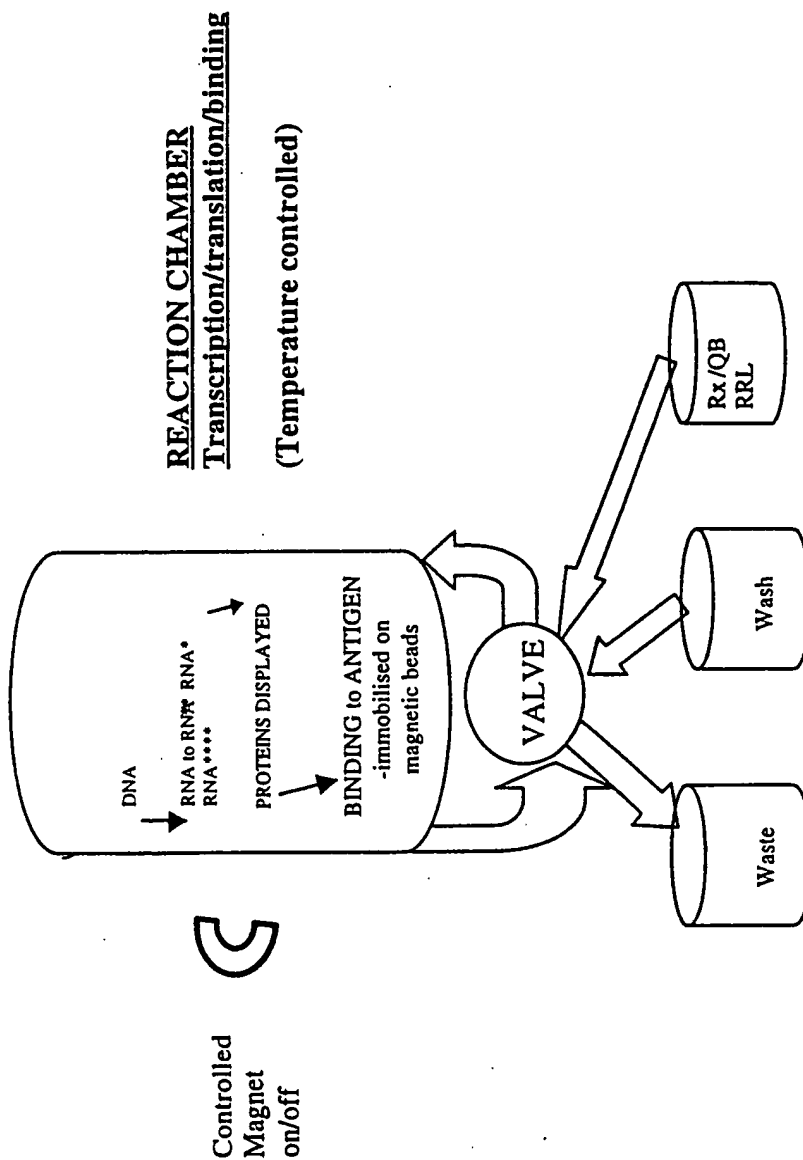 REACTION CHAMBER
Transcription/translation/binding
(Temperature controlled)
Controlled
Magnet
on/off
DNA
RNA to RNA* RNA*
RNA****
PROTEINS DISPLAYED
BINDING to ANTIGEN
-immobilised on
magnetic beads
VALVE
Waste
Wash
Rx/QB
RRL